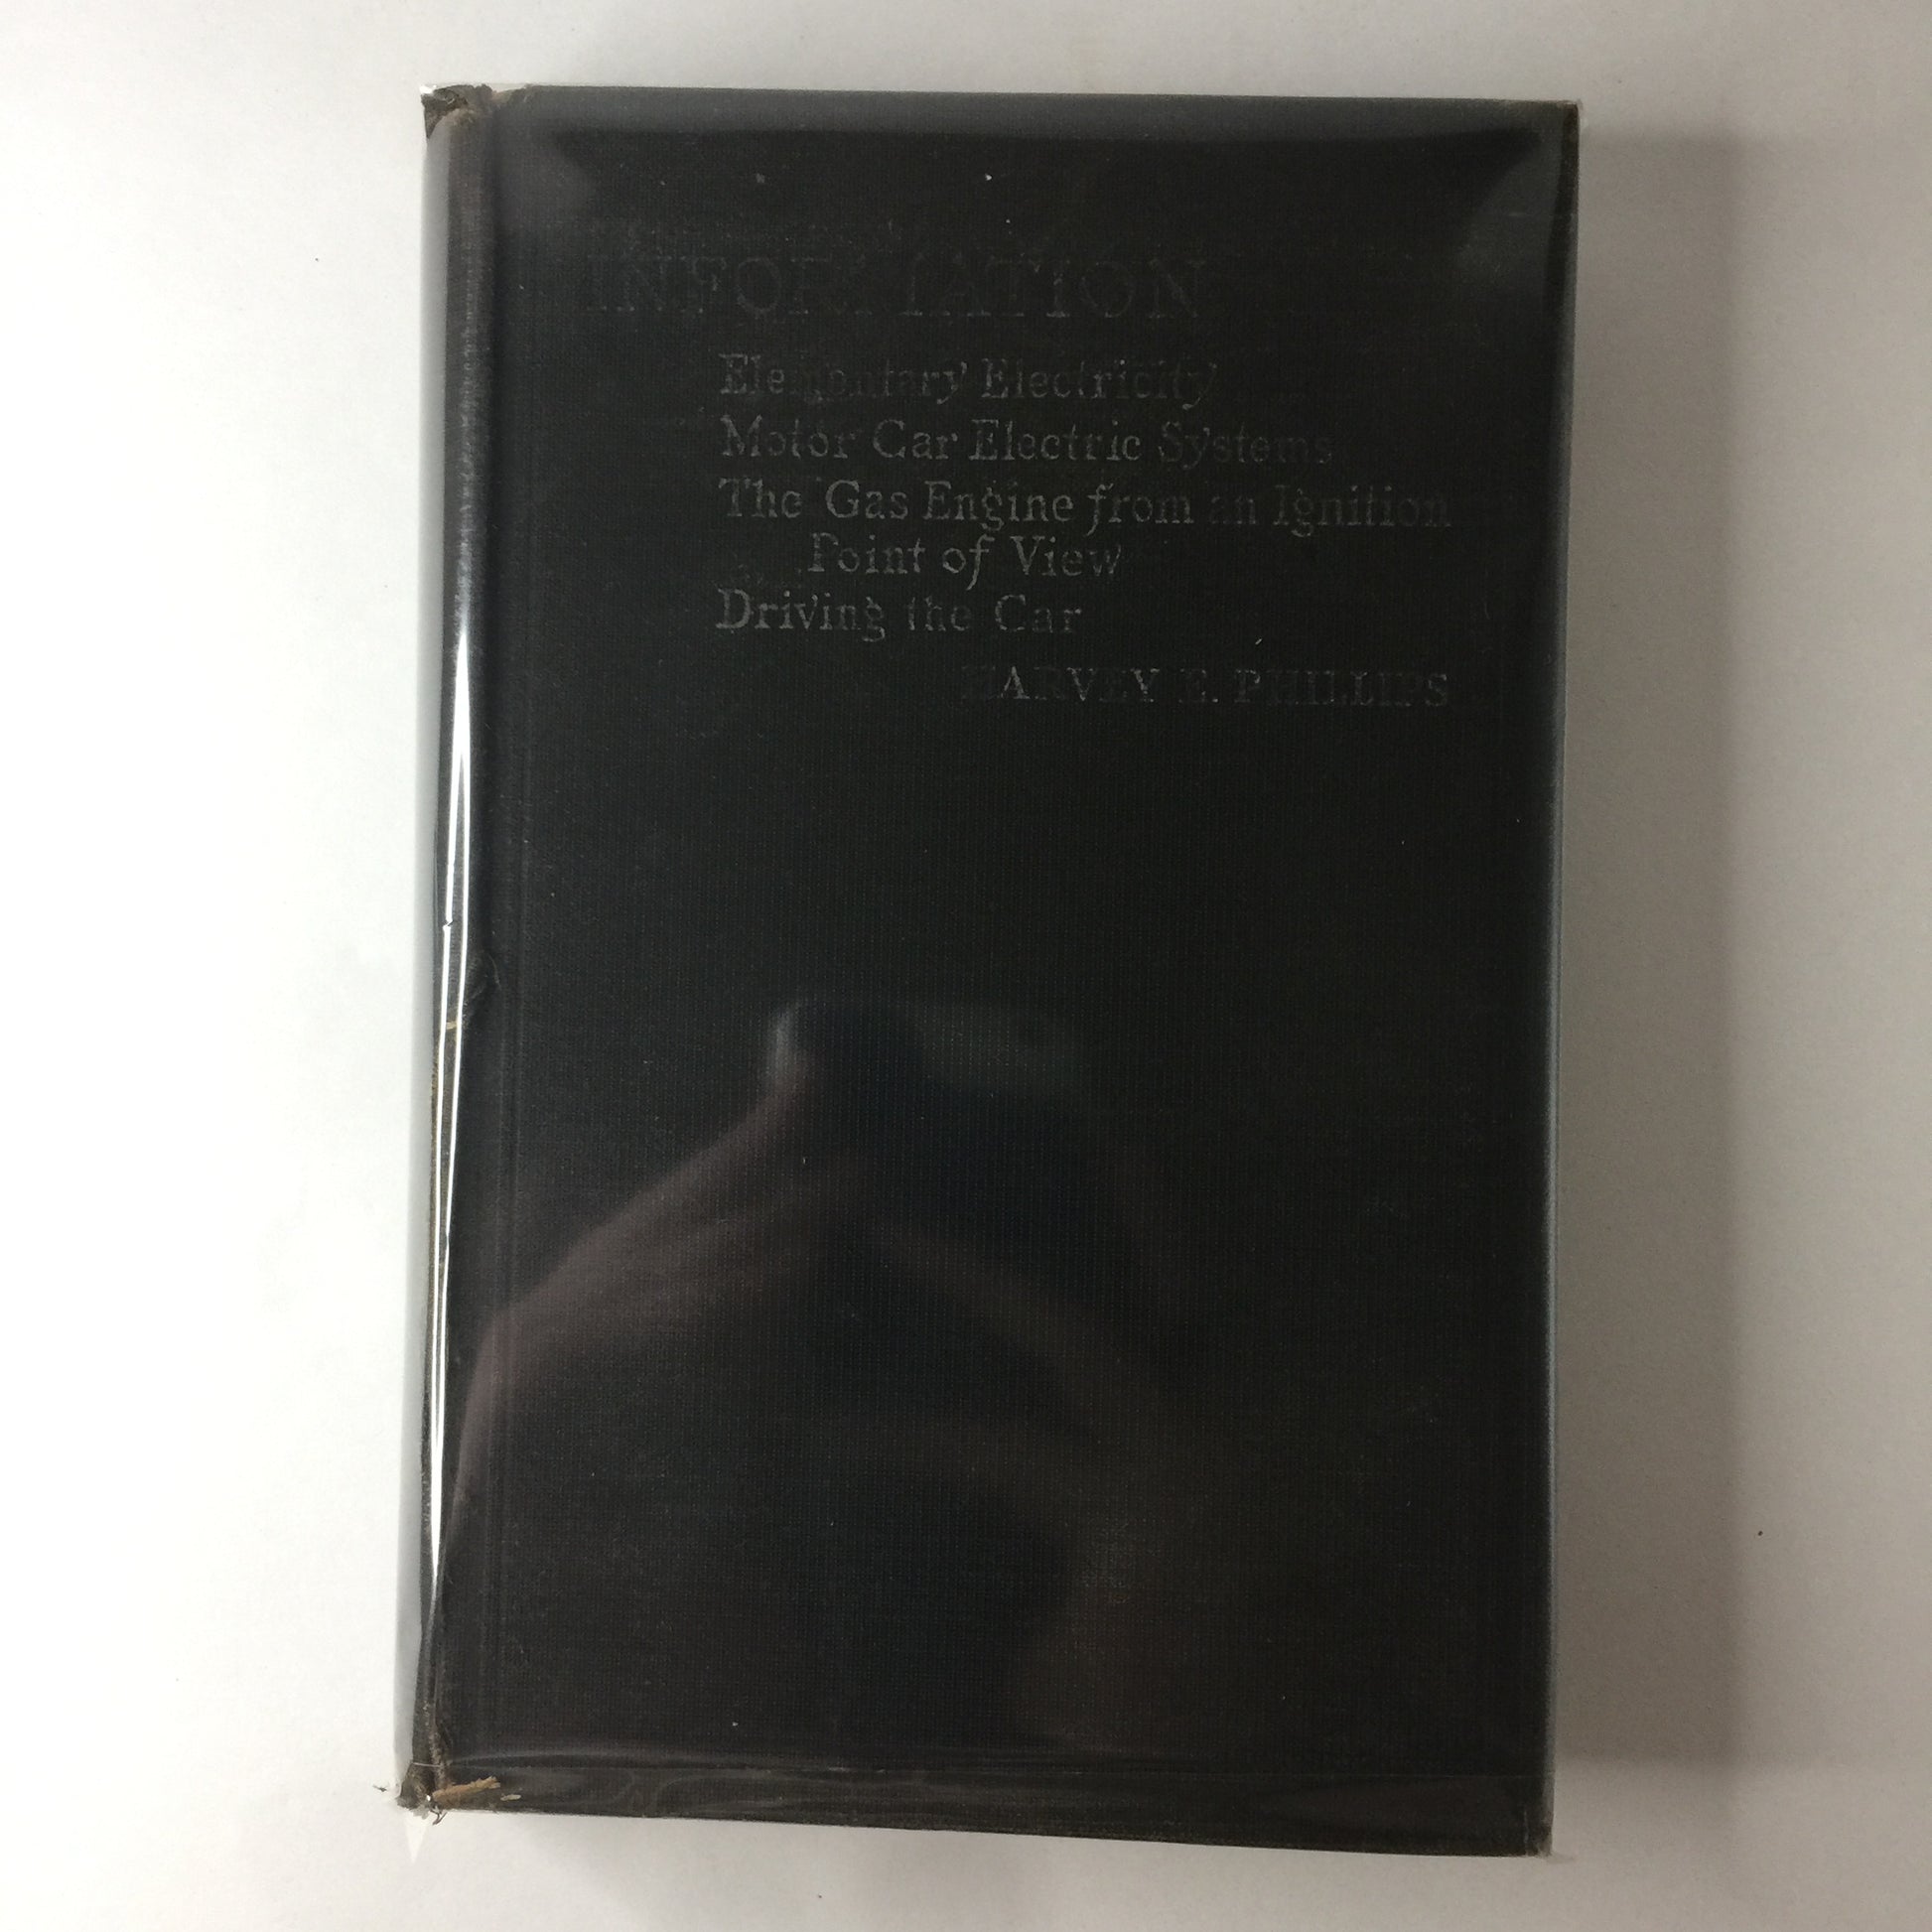 INFORMATION
Elementary Electricity
Motor Car Electric Systems
The Gas Engine from an Ignition
Point of View
Driving the Car
HARVEY E. PHILLIPS